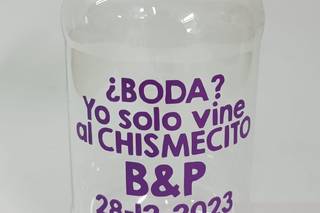 ¿BODA?
Yo solo vine
al CHISMECITO
B&P
28-12-2023